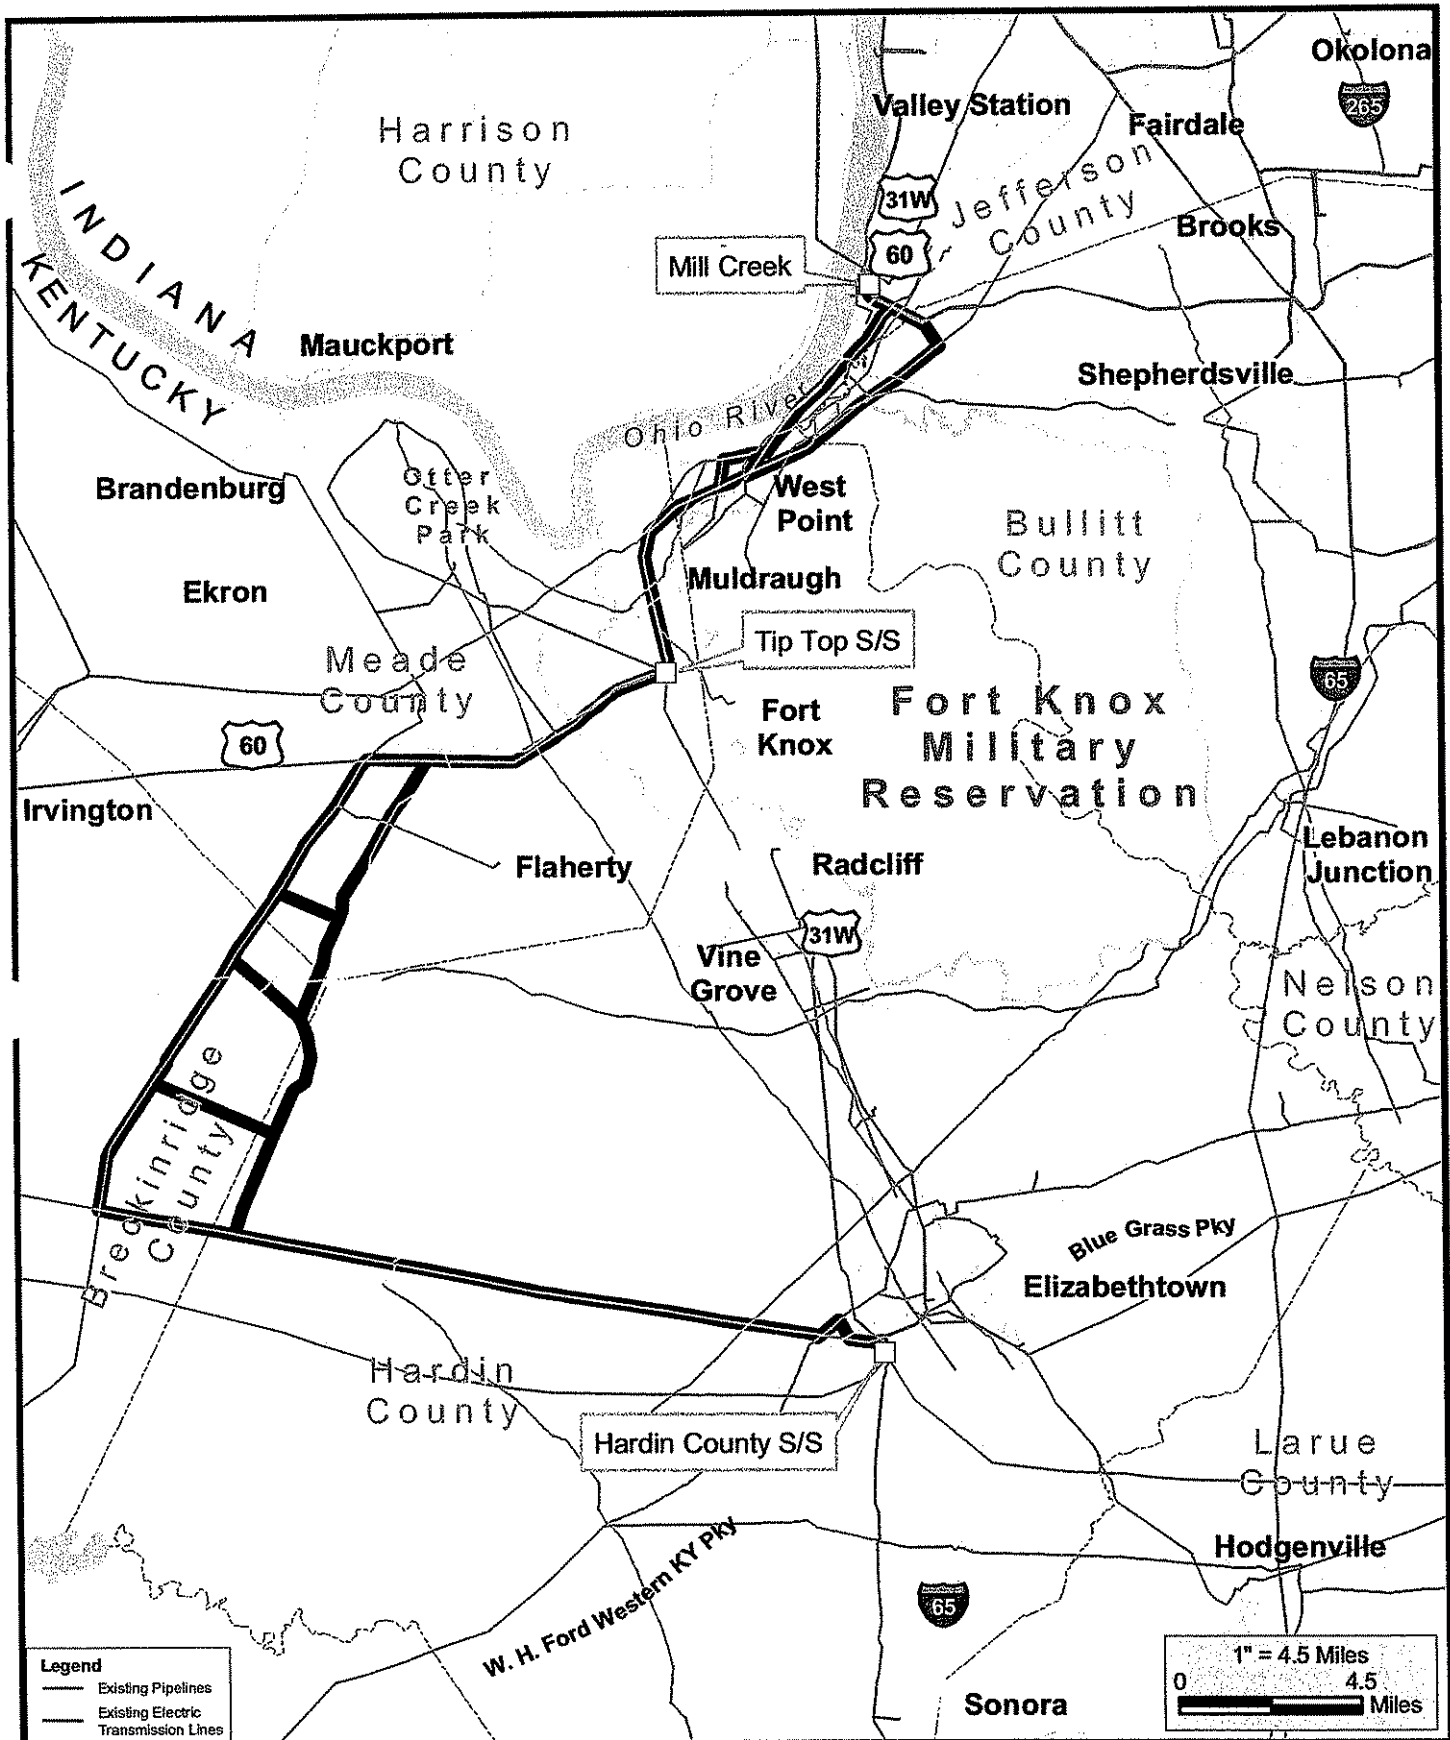 Okolona
265
Valley Station
Fairdale
Harrison
County
INDIANA
KENTUCKY
31W
Jefferson
County
60
Brooks
Mill Creek
Mauckport
Shepherdsville
Ohio River
Brandenburg
Otter
Creek
Park
West
Point
Bullitt
County
Ekron
Muldraugh
Tip Top S/S
Meade
County
65
60
Fort
Knox
Fort Knox
Military
Reservation
Irvington
Flaherty
Radcliff
Lebanon
Junction
31W
Vine
Grove
Nelson
County
Breckinridge
County
Blue Grass Pky
Elizabethtown
Hardin
County
Hardin County S/S
Larue
County
Hodgenville
W. H. Ford Western KY Pky
65
Sonora
Legend
Existing Pipelines
Existing Electric
Transmission Lines
1" = 4.5 Miles
0 4.5
Miles